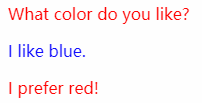 What color do you like?
I like blue.
I prefer red!